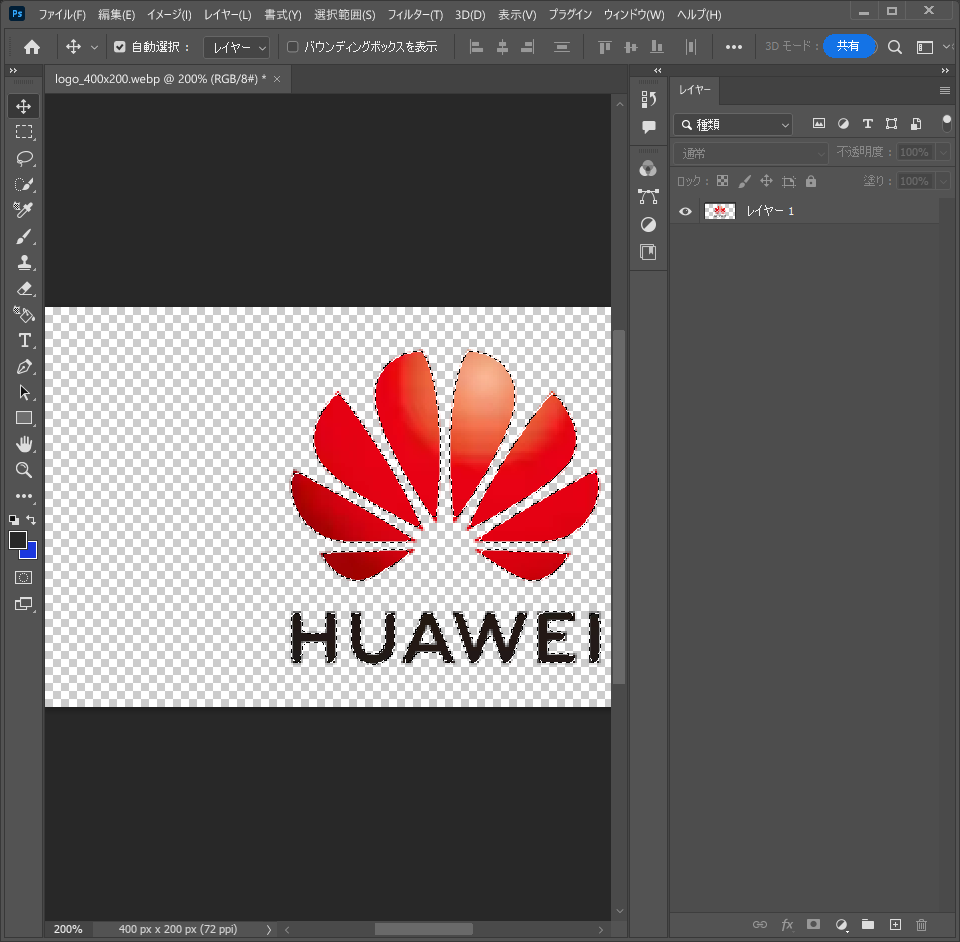 Ps ファイル(F) 編集(E) イメージ(I) レイヤー(L) 書式(Y) 選択範囲(S) フィルター(T) 3D(D) 表示(V) プラグイン ウィンドウ(W) ヘルプ(H)
自動選択： レイヤー バウンディングボックスを表示 3D モード： 共有
logo_400x200.webp @ 200% (RGB/8#) *
レイヤー
種類
通常 不透明度： 100%
ロック： 塗り： 100%
レイヤー 1
HUAWEI
200% 400 px x 200 px (72 ppi)
fx